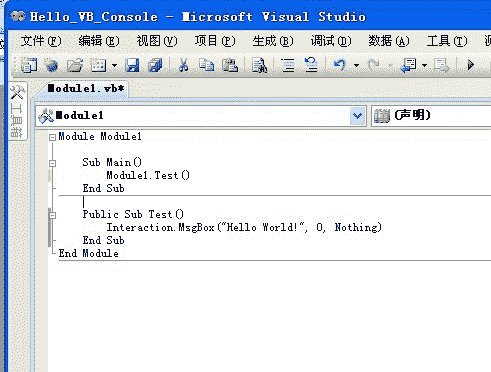 Hello_VB_Console - Microsoft Visual Studio
文件(F) 编辑(E) 视图(V) 项目(P) 生成(B) 调试(D) 数据(A) 工具(T)
Module1.vb*
工具箱
Module1 (声明)
Module Module1
Sub Main()
Module1.Test()
End Sub
Public Sub Test()
Interaction.MsgBox("Hello World!", 0, Nothing)
End Sub
End Module